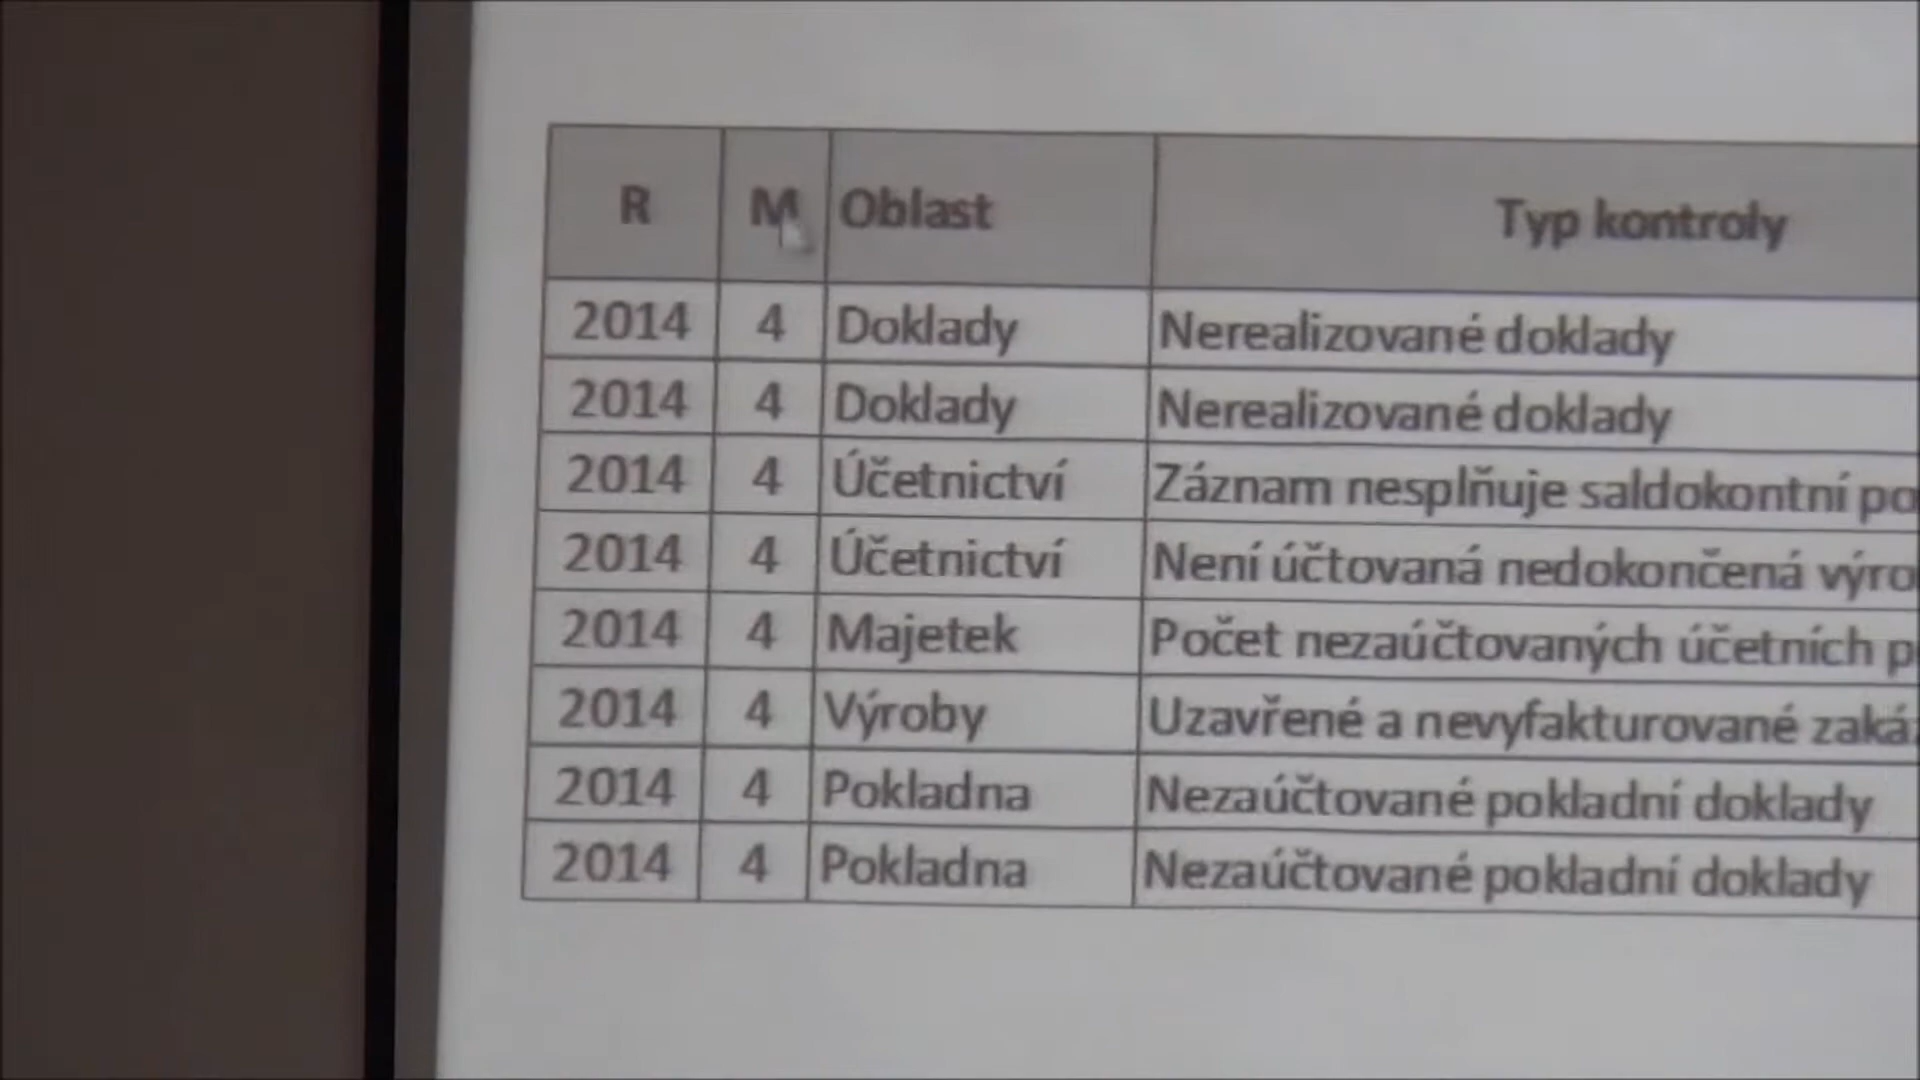 R M Oblast Typ kontroly
2014 4 Doklady Nerealizované doklady
2014 4 Doklady Nerealizované doklady
2014 4 Účetnictví Záznam nesplňuje saldokontní
2014 4 Účetnictví Není účtovaná nedokončená
2014 4 Majetek Počet nezaúčtovaných účetních
2014 4 Výroby Uzavřené a nevyfakturované
2014 4 Pokladna Nezaúčtované pokladní doklady
2014 4 Pokladna Nezaúčtované pokladní doklady